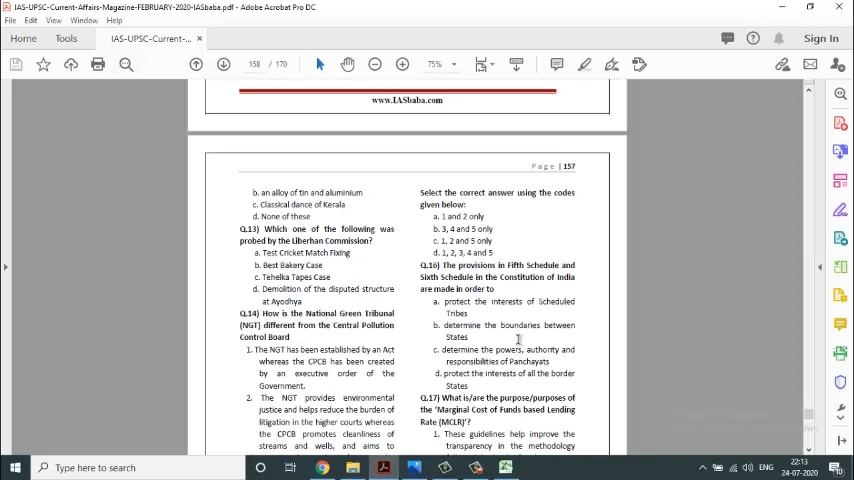 IAS-UPSC-Current-Affairs-Magazine-FEBRUARY-2020-IASbaba.pdf - Adobe Acrobat Pro DC
File Edit View Window Help
Home Tools IAS-UPSC-Current-... × Sign In
158 / 170 75%
www.IASbaba.com
Page | 157
b. an alloy of tin and aluminium
c. Classical dance of Kerala
d. None of these
Q.13) Which one of the following was
probed by the Liberhan Commission?
a. Test Cricket Match Fixing
b. Best Bakery Case
c. Tehelka Tapes Case
d. Demolition of the disputed structure
at Ayodhya
Q.14) How is the National Green Tribunal
(NGT) different from the Central Pollution
Control Board
1. The NGT has been established by an Act
whereas the CPCB has been created
by an executive order of the
Government.
2. The NGT provides environmental
justice and helps reduce the burden of
litigation in the higher courts whereas
the CPCB promotes cleanliness of
streams and wells, and aims to
Select the correct answer using the codes
given below:
a. 1 and 2 only
b. 3, 4 and 5 only
c. 1, 2 and 5 only
d. 1, 2, 3, 4 and 5
Q.16) The provisions in Fifth Schedule and
Sixth Schedule in the Constitution of India
are made in order to
a. protect the interests of Scheduled
Tribes
b. determine the boundaries between
States
c. determine the powers, authority and
responsibilities of Panchayats
d. protect the interests of all the border
States
Q.17) What is/are the purpose/purposes of
the 'Marginal Cost of Funds based Lending
Rate (MCLR)'?
1. These guidelines help improve the
transparency in the methodology
Type here to search
ENG
22:13
24-07-2020
10